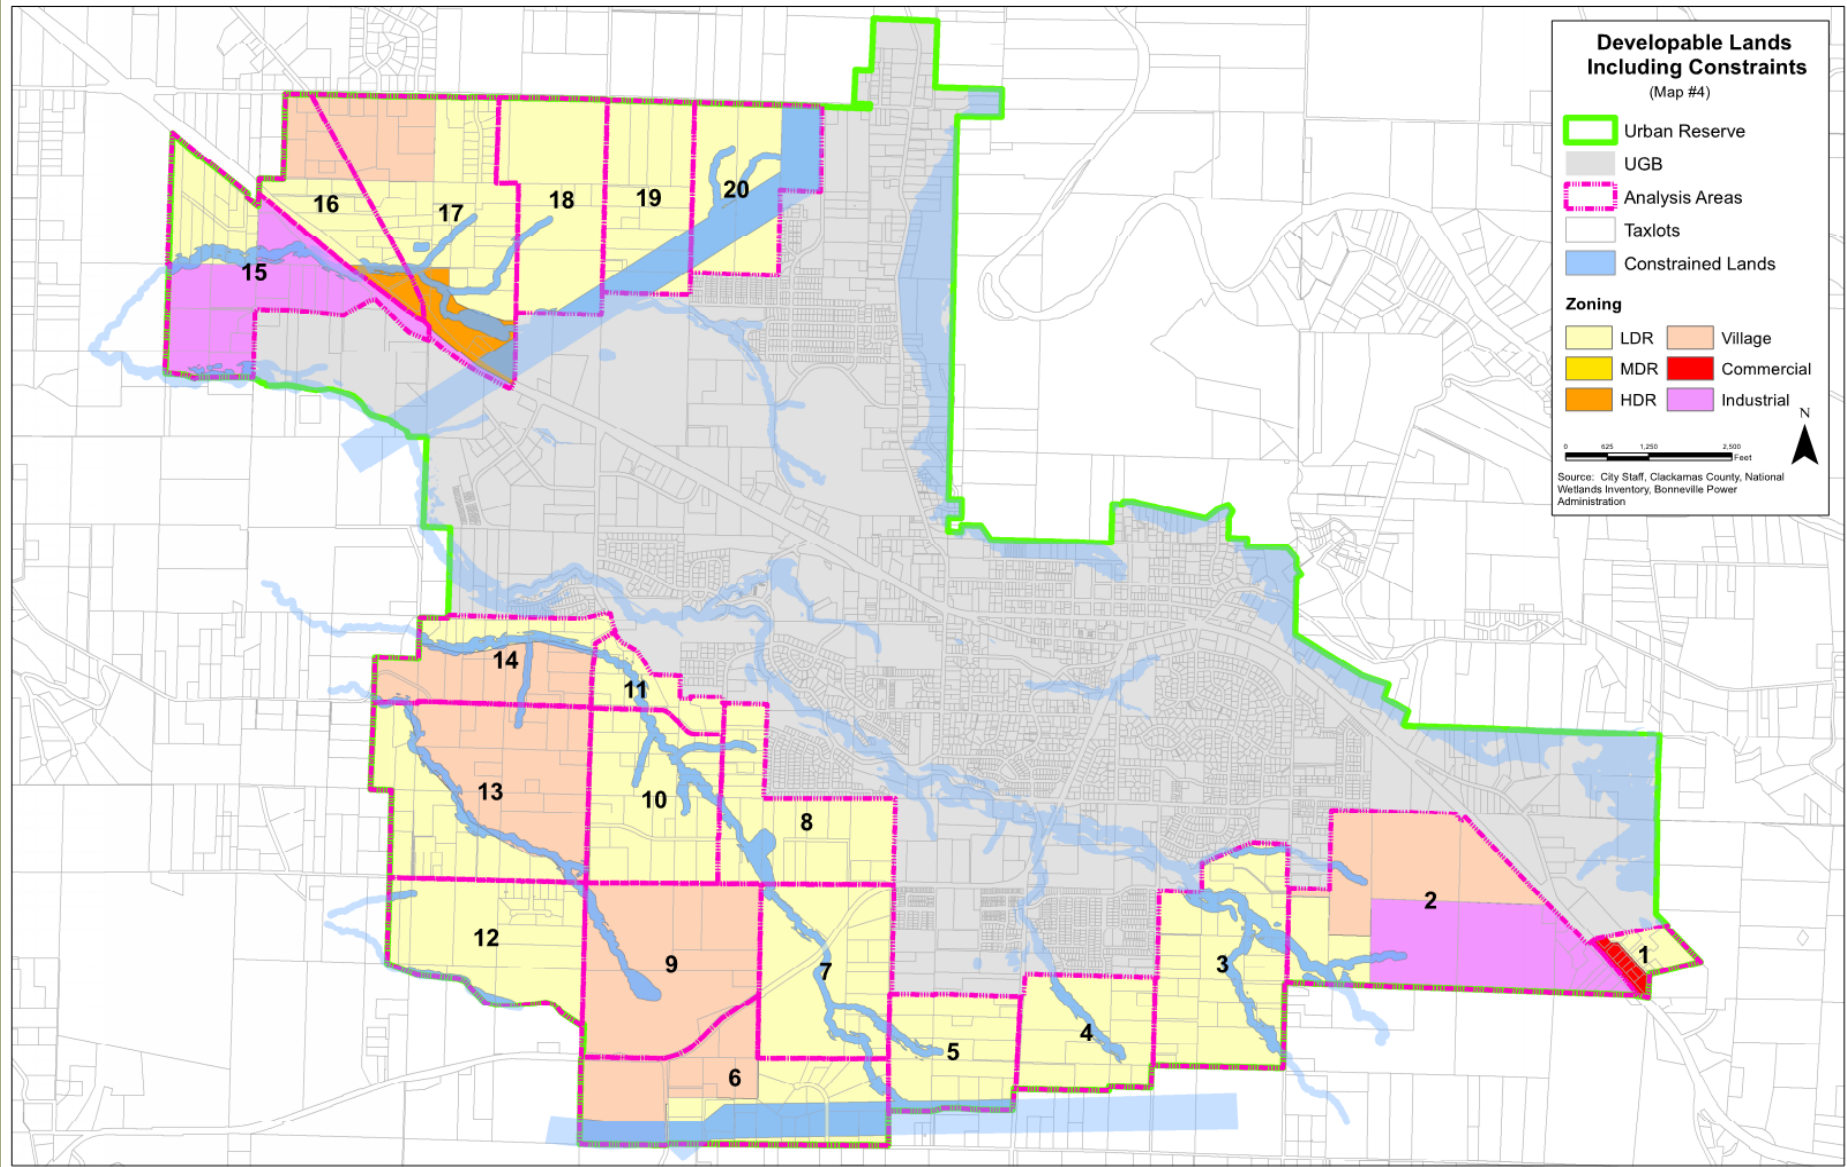 Developable Lands
Including Constraints
(Map #4)
Urban Reserve
UGB
Analysis Areas
Taxlots
Constrained Lands
Zoning
LDR Village
MDR Commercial
HDR Industrial
N
0 625 1,250 2,500
Feet
Source: City Staff, Clackamas County, National
Wetlands Inventory, Bonneville Power
Administration
20
19
18
16
17
15
14
11
13
10
8
2
12
1
9
3
7
4
5
6